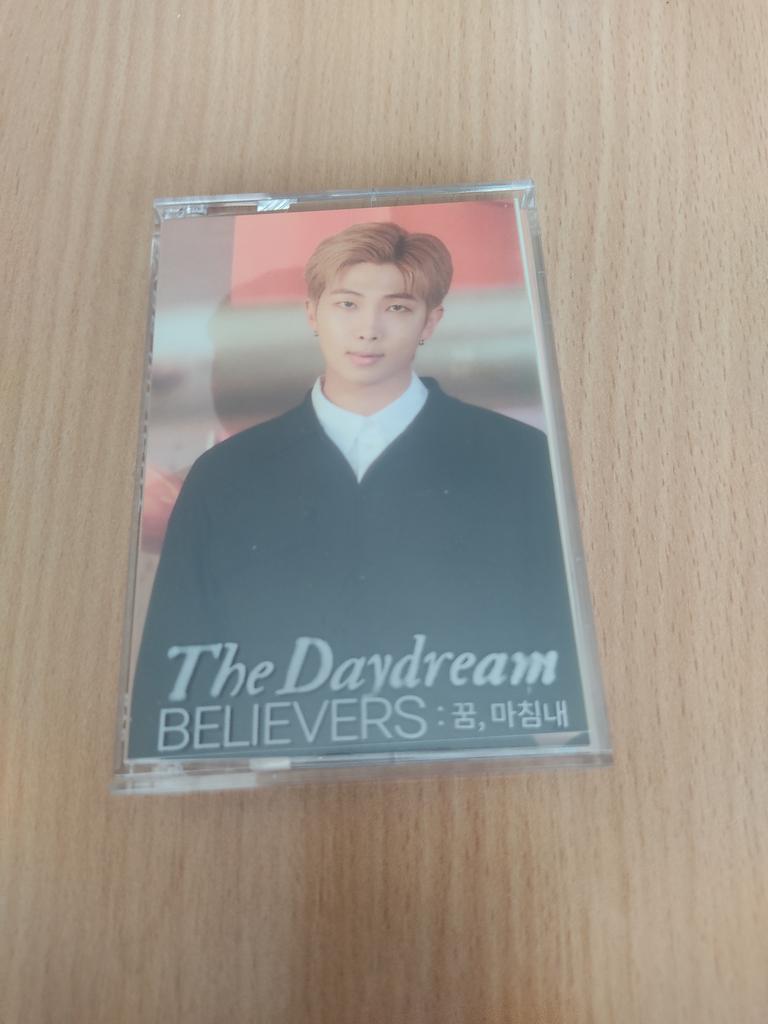 The Daydream
BELIEVERS : 꿈, 마침내